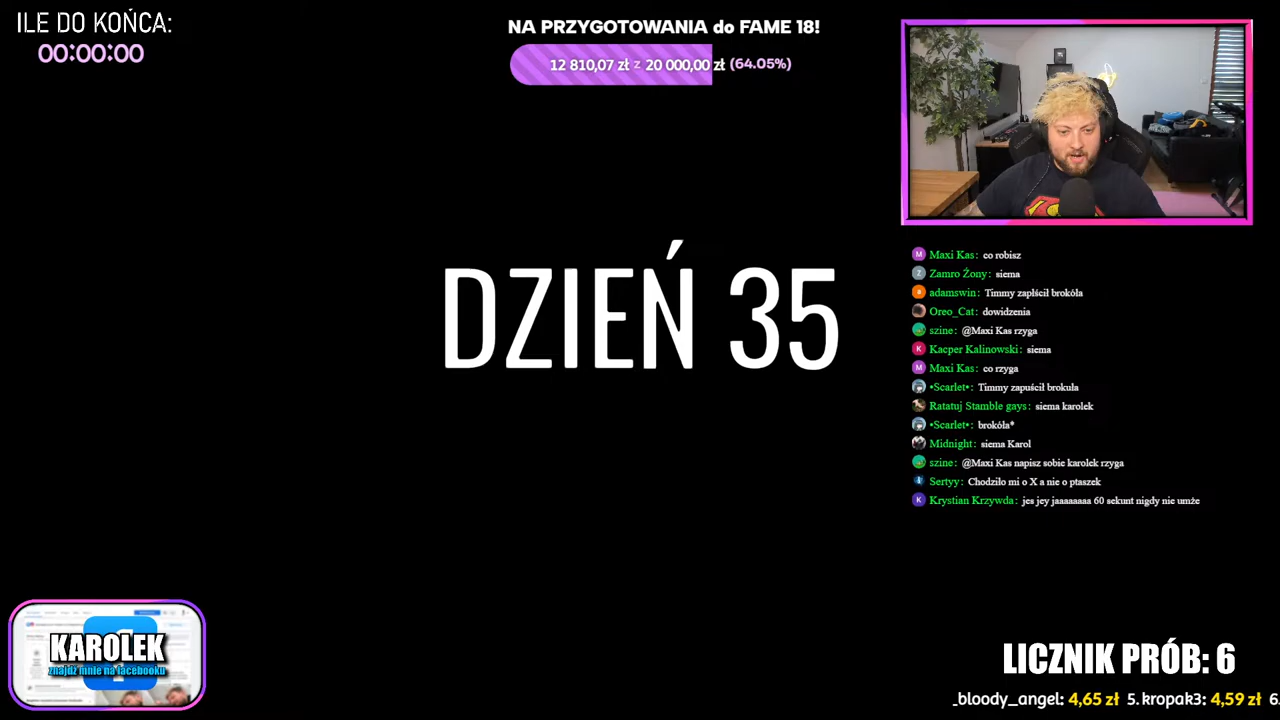 ILE DO KOŃCA:
00:00:00
NA PRZYGOTOWANIA do FAME 18!
12 810,07 zł z 20 000,00 zł (64.05%)
DZIEŃ 35
M Maxi Kas: co robisz
Z Zamro Żony: siema
a adamswin: Timmy zapłścił brokóła
Oreo_Cat: dowidzenia
szine: @Maxi Kas rzyga
K Kacper Kalinowski: siema
M Maxi Kas: co rzyga
•Scarlet•: Timmy zapuścił brokuła
Ratatuj Stamble gays: siema karolek
•Scarlet•: brokóła*
Midnight: siema Karol
szine: @Maxi Kas napisz sobie karolek rzyga
Sertyy: Chodziło mi o X a nie o ptaszek
K Krystian Krzywda: jes jey jaaaaaaaa 60 sekunt nigdy nie umże
KAROLEK
znajdź mnie na facebooku
LICZNIK PRÓB: 6
_bloody_angel: 4,65 zł 5. kropak3: 4,59 zł 6.